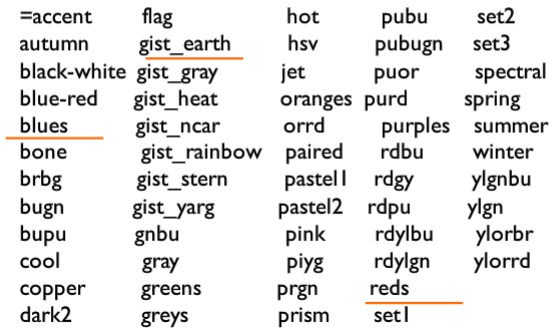 =accent flag hot pubu set2
autumn gist_earth hsv pubugn set3
black-white gist_gray jet puor spectral
blue-red gist_heat oranges purd spring
blues gist_ncar orrd purples summer
bone gist_rainbow paired rdbu winter
brbg gist_stern pastel1 rdgy ylgnbu
bugn gist_yarg pastel2 rdpu ylgn
bupu gnbu pink rdylbu ylorbr
cool gray piyg rdylgn ylorrd
copper greens prgn reds
dark2 greys prism set1